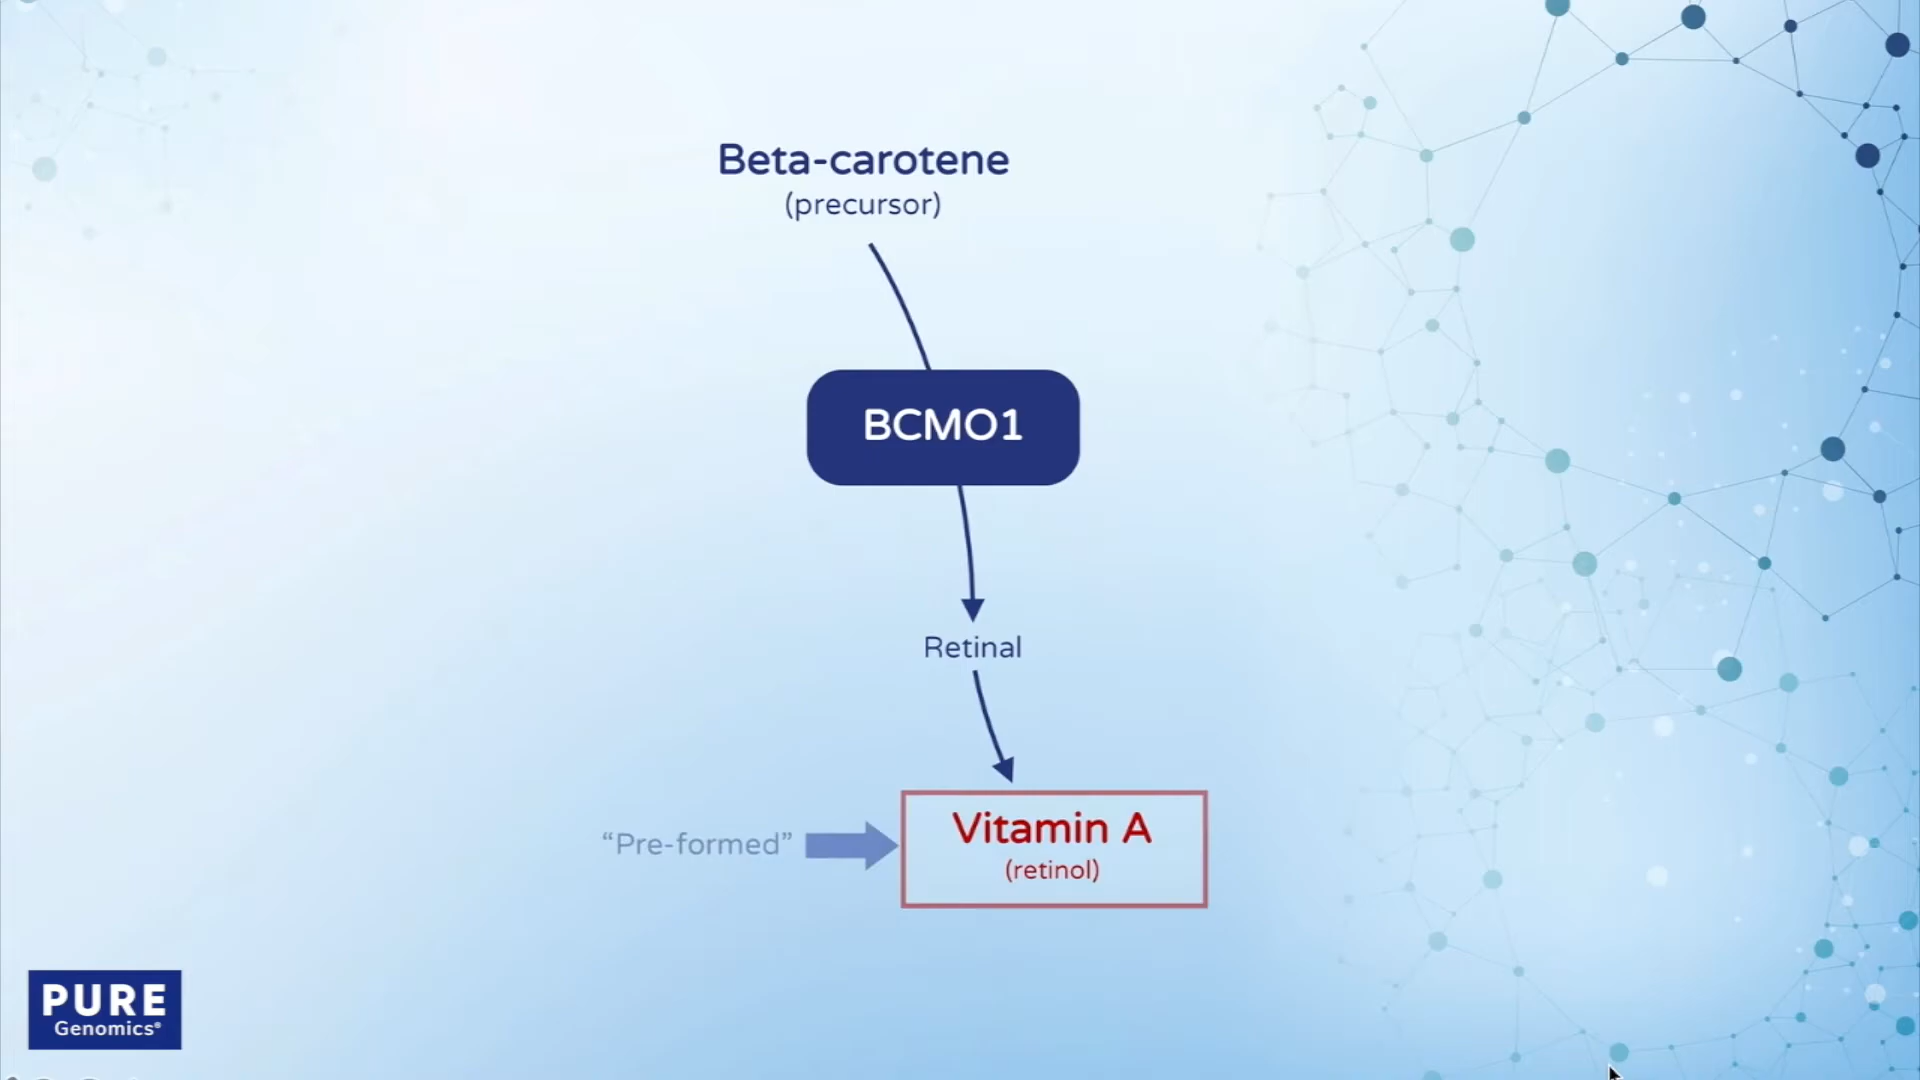 Beta-carotene
(precursor)
BCMO1
Retinal
“Pre-formed”
Vitamin A
(retinol)
PURE
Genomics®